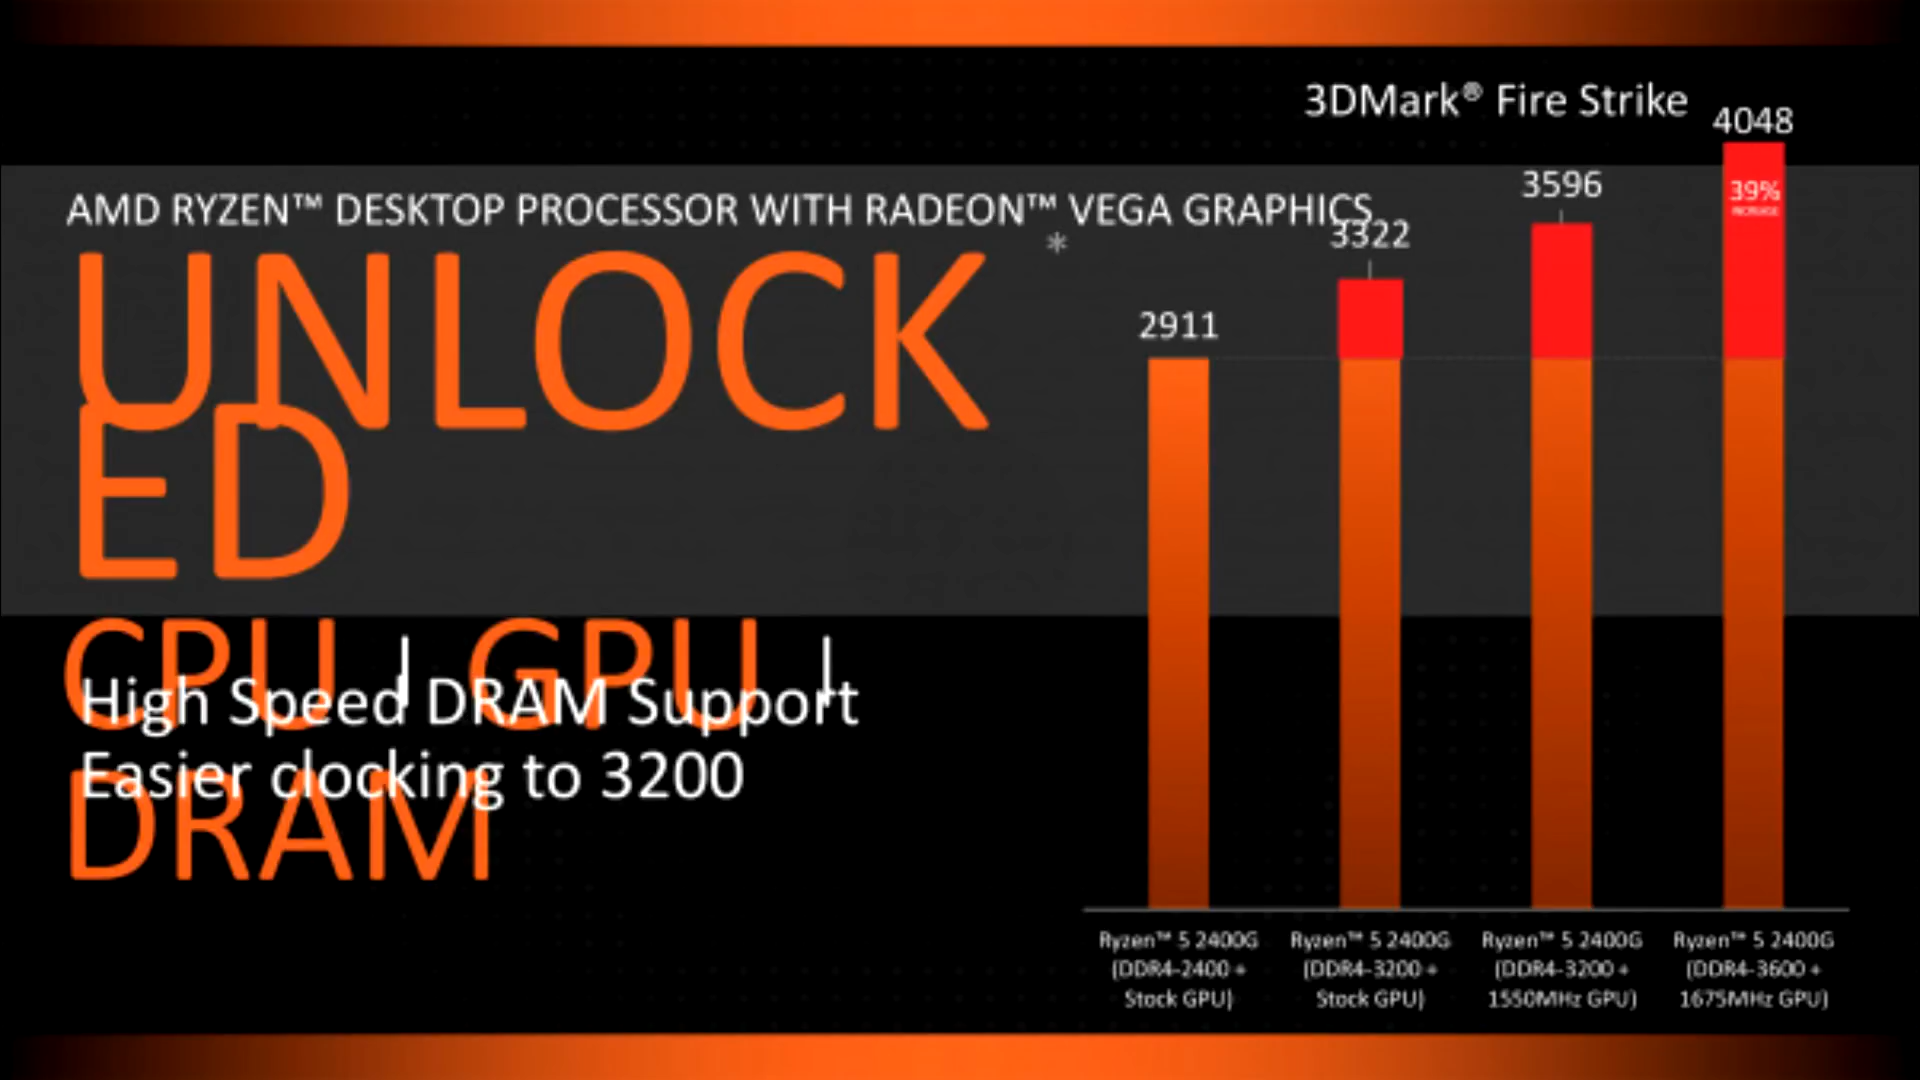 3DMark® Fire Strike
AMD RYZEN™ DESKTOP PROCESSOR WITH RADEON™ VEGA GRAPHICS
UNLOCK
ED
*
CPU | GPU |
DRAM
High Speed DRAM Support
Easier clocking to 3200
2911
3322
3596
4048
39%
INCREASE
Ryzen™ 5 2400G
(DDR4-2400 +
Stock GPU)
Ryzen™ 5 2400G
(DDR4-3200 +
Stock GPU)
Ryzen™ 5 2400G
(DDR4-3200 +
1550MHz GPU)
Ryzen™ 5 2400G
(DDR4-3600 +
1675MHz GPU)